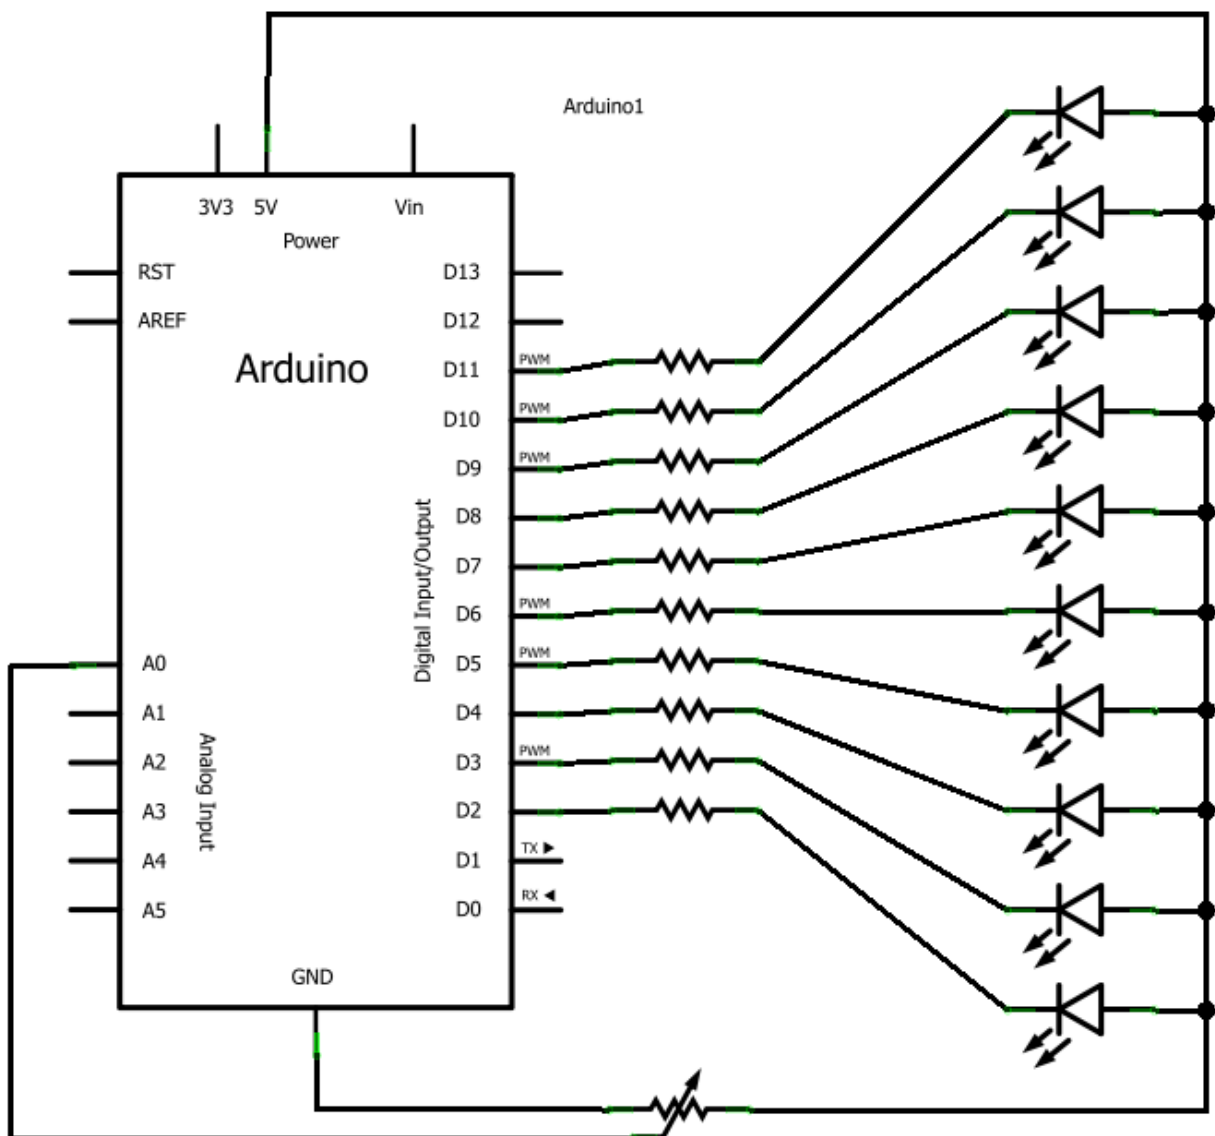 Arduino1
3V3 5V Vin
Power
RST D13
AREF D12
Arduino
D11 PWM
D10 PWM
D9 PWM
D8
D7
D6 PWM
Digital Input/Output
A0 D5 PWM
A1 D4
A2 D3 PWM
A3 D2
Analog Input
A4 D1 TX
A5 D0 RX
GND